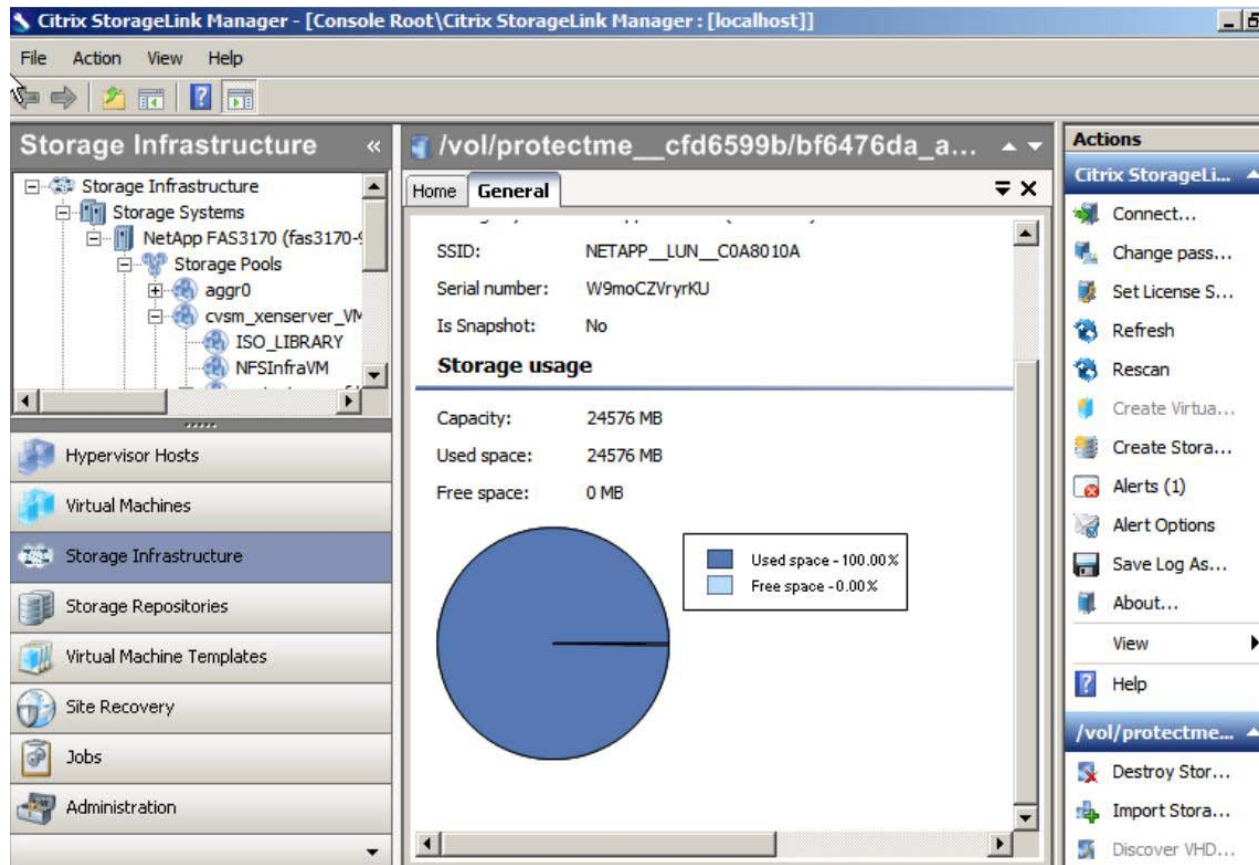 Citrix StorageLink Manager - [Console Root\Citrix StorageLink Manager : [localhost]]
File Action View Help
Storage Infrastructure «
Storage Infrastructure
Storage Systems
NetApp FAS3170 (fas3170-
Storage Pools
aggr0
cvsm_xenserver_VM
ISO_LIBRARY
NFSInfraVM
Hypervisor Hosts
Virtual Machines
Storage Infrastructure
Storage Repositories
Virtual Machine Templates
Site Recovery
Jobs
Administration
/vol/protectme__cfd6599b/bf6476da_a...
Home General
SSID: NETAPP__LUN__C0A8010A
Serial number: W9moCZVryrKU
Is Snapshot: No
Storage usage
Capacity: 24576 MB
Used space: 24576 MB
Free space: 0 MB
Used space - 100.00%
Free space - 0.00%
Actions
Citrix StorageLi...
Connect...
Change pass...
Set License S...
Refresh
Rescan
Create Virtua...
Create Stora...
Alerts (1)
Alert Options
Save Log As...
About...
View
Help
/vol/protectme...
Destroy Stor...
Import Stora...
Discover VHD...